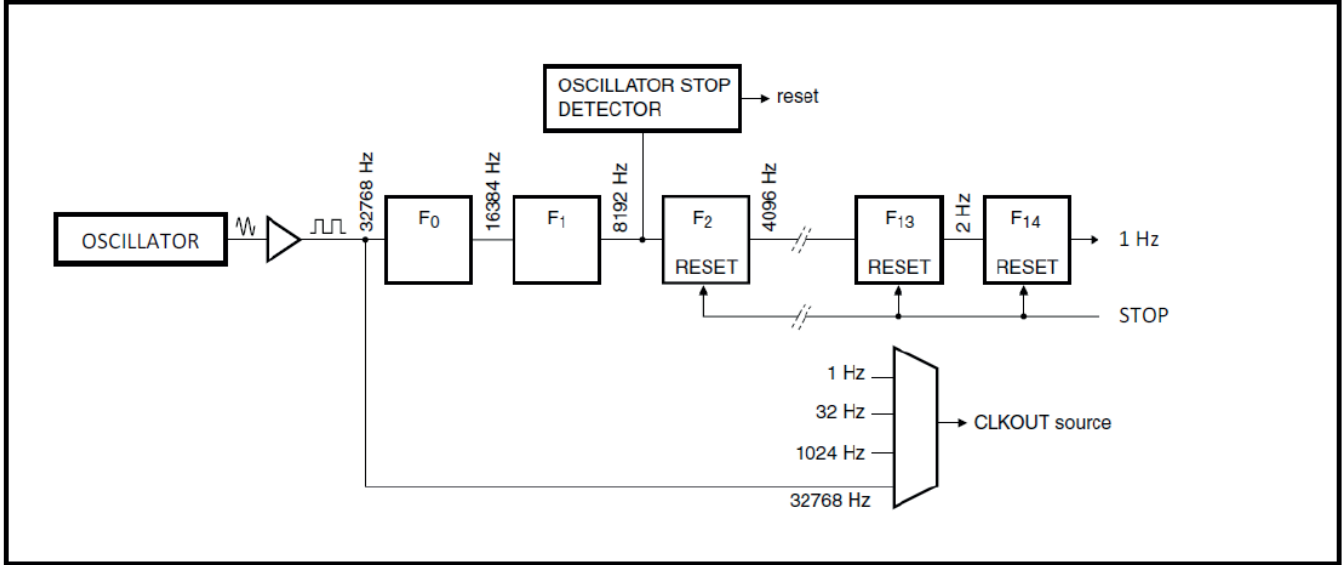 OSCILLATOR STOP
DETECTOR
reset
32768 Hz
16384 Hz
8192 Hz
4096 Hz
2 Hz
OSCILLATOR
F0
F1
F2
RESET
F13
RESET
F14
RESET
1 Hz
STOP
1 Hz
32 Hz
1024 Hz
32768 Hz
CLKOUT source